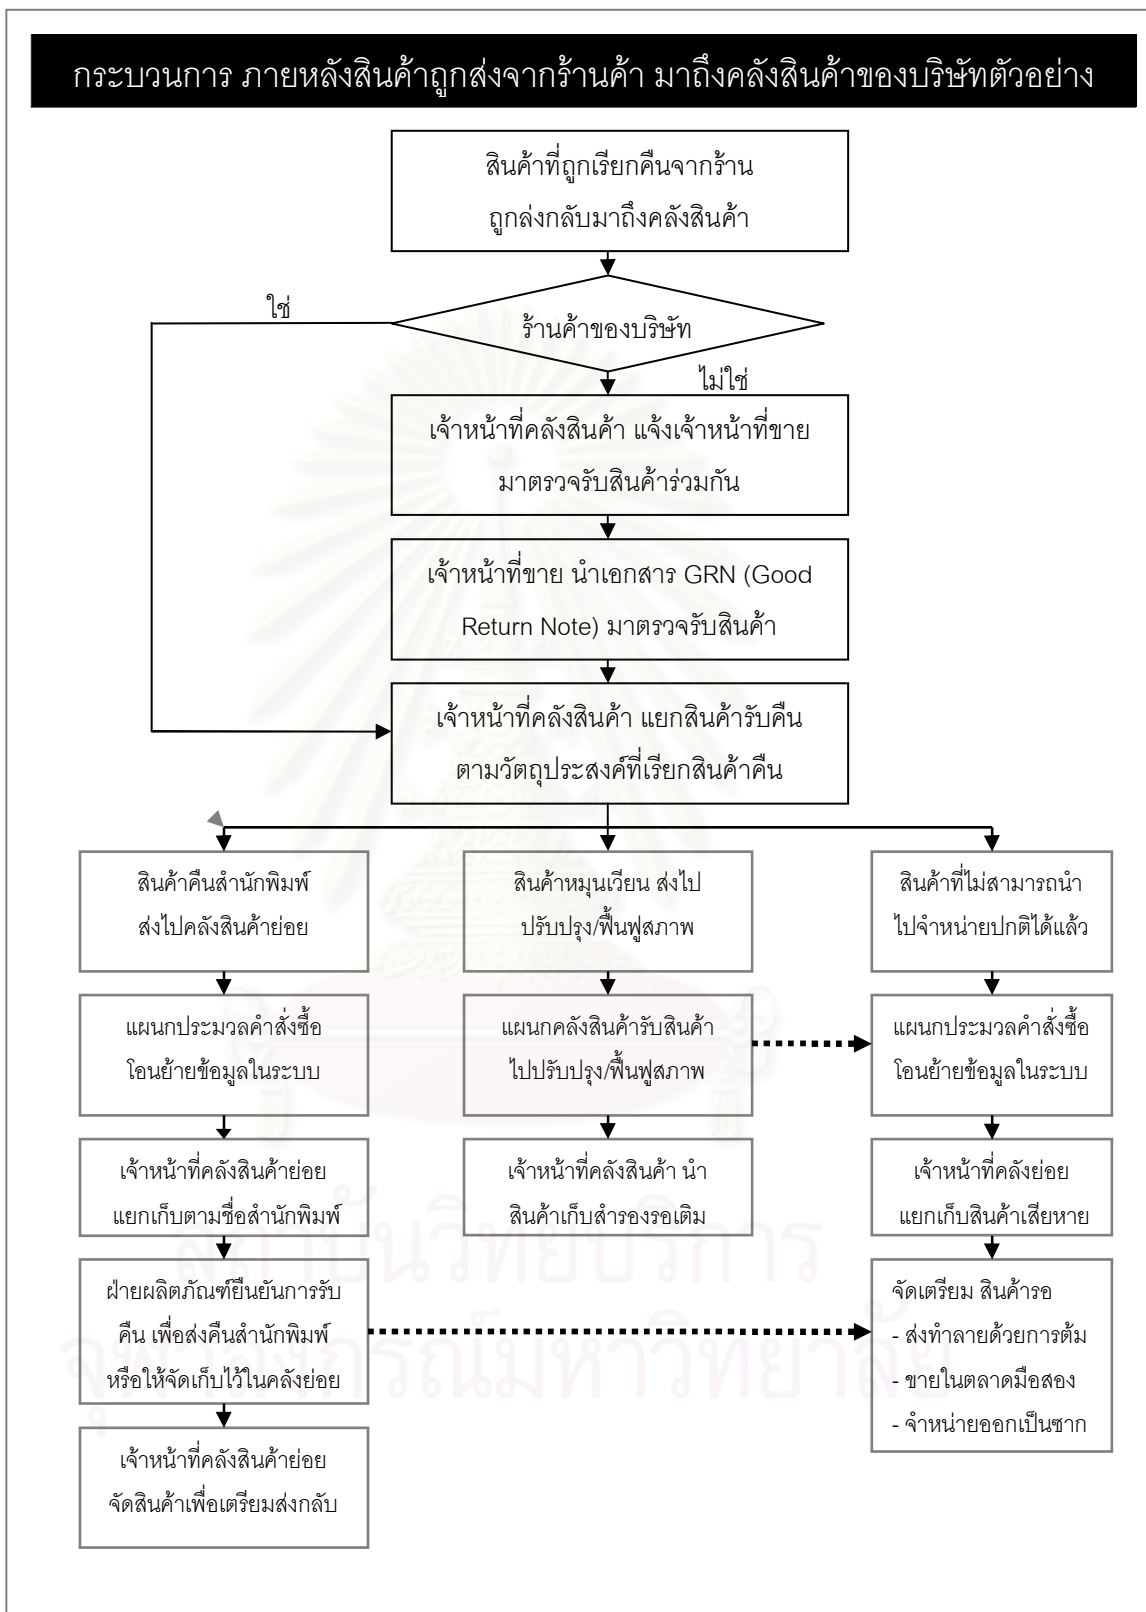 กระบวนการ ภายหลังสินค้าถูกส่งจากร้านค้า มาถึงคลังสินค้าของบริษัทตัวอย่าง
สินค้าที่ถูกเรียกคืนจากร้าน
ถูกล่งกลับมาถึงคลังสินค้า
ใช่
ร้านค้าของบริษัท
ไม่ใช่
เจ้าหน้าที่คลังสินค้า แจ้งเจ้าหน้าที่ขาย
มาตรวจรับสินค้าร่วมกัน
เจ้าหน้าที่ขาย นำเอกสาร GRN (Good
Return Note) มาตรวจรับสินค้า
เจ้าหน้าที่คลังสินค้า แยกสินค้ารับคืน
ตามวัตถุประสงค์ที่เรียกสินค้าคืน
สินค้าคืนสำนักพิมพ์
ส่งไปคลังสินค้าย่อย
แผนกประมวลคำสั่งซื้อ
โอนย้ายข้อมูลในระบบ
เจ้าหน้าที่คลังสินค้าย่อย
แยกเก็บตามชื่อสำนักพิมพ์
ฝ่ายผลิตภัณฑ์ยืนยันการรับ
คืน เพื่อส่งคืนสำนักพิมพ์
หรือให้จัดเก็บไว้ในคลังย่อย
เจ้าหน้าที่คลังสินค้าย่อย
จัดสินค้าเพื่อเตรียมส่งกลับ
สินค้าหมุนเวียน ส่งไป
ปรับปรุง/ฟื้นฟูสภาพ
แผนกคลังสินค้ารับสินค้า
ไปปรับปรุง/ฟื้นฟูสภาพ
เจ้าหน้าที่คลังสินค้า นำ
สินค้าเก็บสำรองรอเติม
สินค้าที่ไม่สามารถนำ
ไปจำหน่ายปกติได้แล้ว
แผนกประมวลคำสั่งซื้อ
โอนย้ายข้อมูลในระบบ
เจ้าหน้าที่คลังย่อย
แยกเก็บสินค้าเสียหาย
จัดเตรียม สินค้ารอ
- ส่งทำลายด้วยการต้ม
- ขายในตลาดมือสอง
- จำหน่ายออกเป็นซาก
สถาบันวิทยบริการ
จุฬาลงกรณ์มหาวิทยาลัย